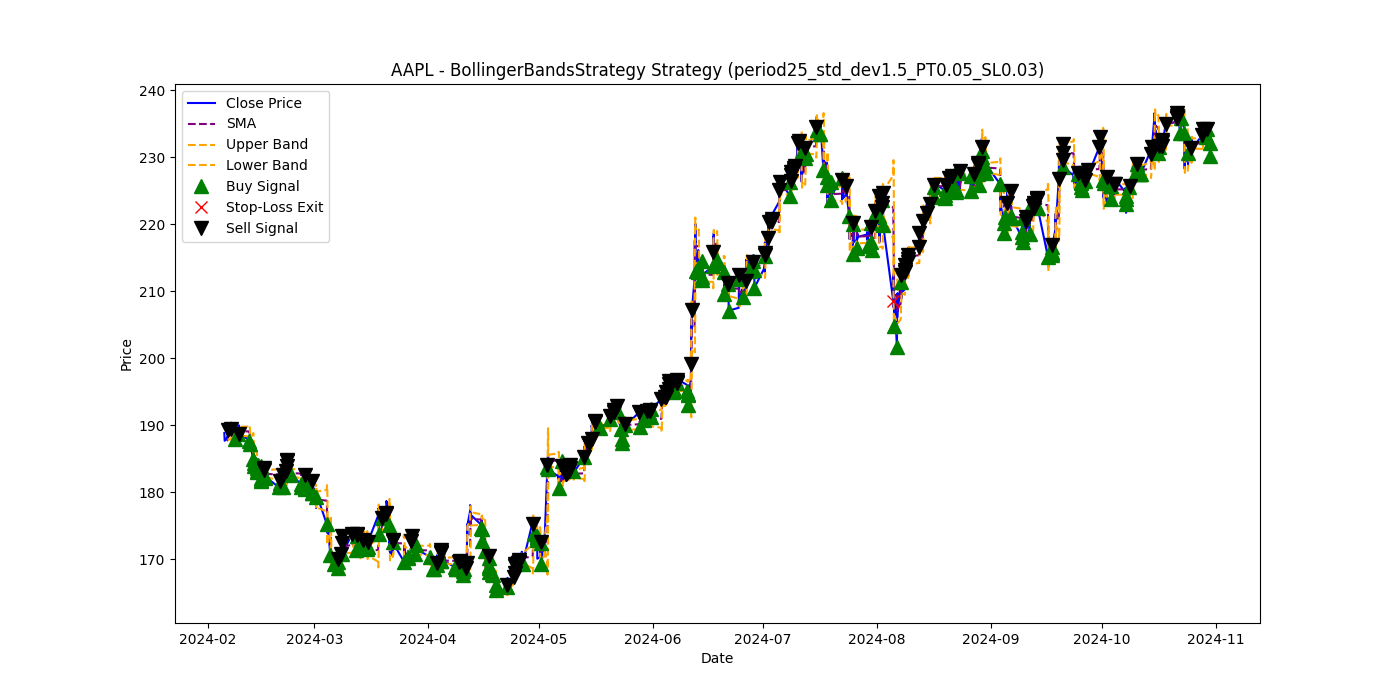 AAPL - BollingerBandsStrategy Strategy (period25_std_dev1.5_PT0.05_SL0.03)
Close Price
SMA
Upper Band
Lower Band
Buy Signal
Stop-Loss Exit
Sell Signal
Price
240
230
220
210
200
190
180
170
2024-02 2024-03 2024-04 2024-05 2024-06 2024-07 2024-08 2024-09 2024-10 2024-11
Date